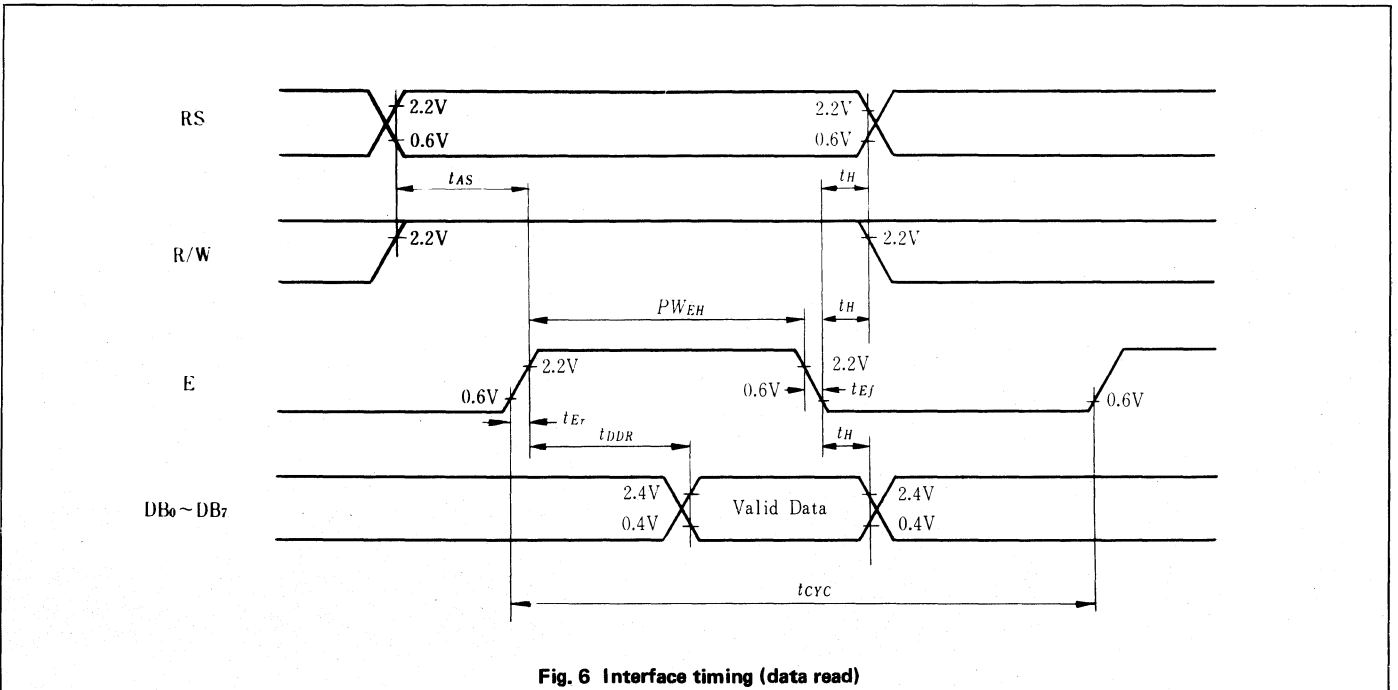 RS
2.2V
0.6V
2.2V
0.6V
tAS
tH
R/W
2.2V
2.2V
PWEH
tH
E
2.2V
2.2V
0.6V
0.6V
tEf
0.6V
tEr
tDDR
tH
DB0~DB7
2.4V
0.4V
Valid Data
2.4V
0.4V
tCYC
Fig. 6 Interface timing (data read)